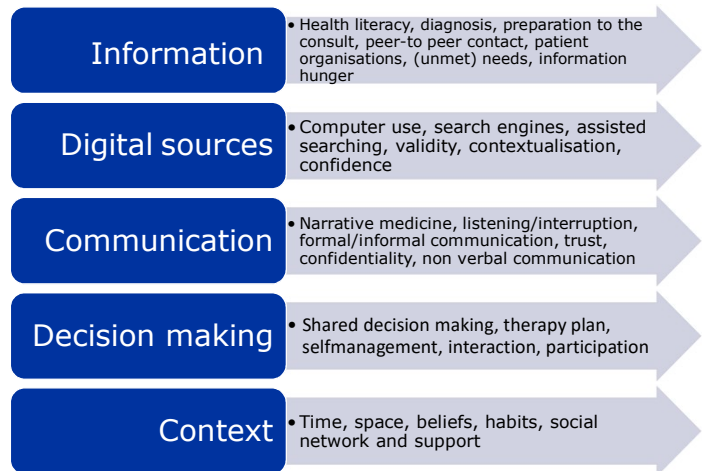 Information
• Health literacy, diagnosis, preparation to the
consult, peer-to peer contact, patient
organisations, (unmet) needs, information
hunger
Digital sources
• Computer use, search engines, assisted
searching, validity, contextualisation,
confidence
Communication
• Narrative medicine, listening/interruption,
formal/informal communication, trust,
confidentiality, non verbal communication
Decision making
• Shared decision making, therapy plan,
selfmanagement, interaction, participation
Context
• Time, space, beliefs, habits, social
network and support